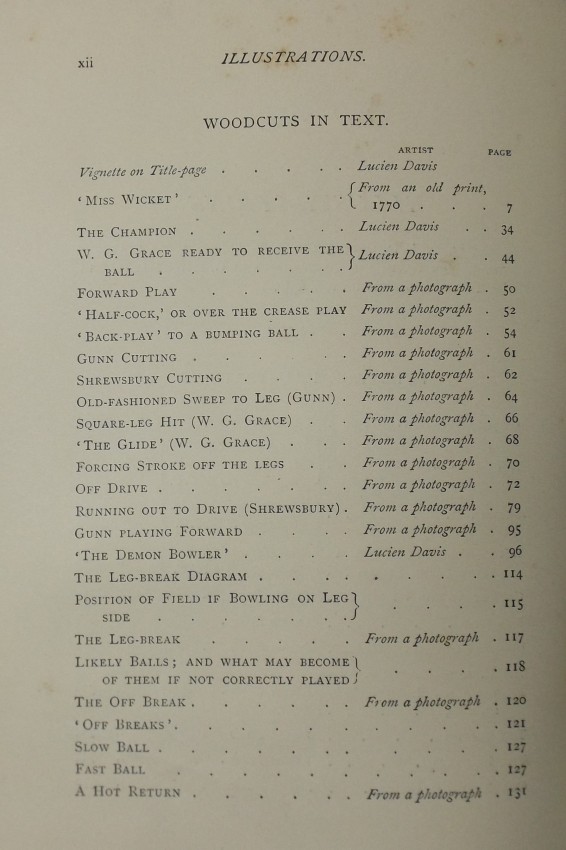 xii
ILLUSTRATIONS.
WOODCUTS IN TEXT.
ARTIST PAGE
Vignette on Title-page . . . . . Lucien Davis
‘MISS WICKET’ . . . . . { From an old print,
1770 . . . 7
THE CHAMPION . . . . . . Lucien Davis . . 34
W. G. GRACE READY TO RECEIVE THE } Lucien Davis . . 44
BALL . . . . . .
FORWARD PLAY . . . . From a photograph . 50
‘HALF-COCK,’ OR OVER THE CREASE PLAY From a photograph . 52
‘BACK-PLAY’ TO A BUMPING BALL . . From a photograph . 54
GUNN CUTTING . . . . . From a photograph . 61
SHREWSBURY CUTTING . . . . From a photograph . 62
OLD-FASHIONED SWEEP TO LEG (GUNN) . From a photograph . 64
SQUARE-LEG HIT (W. G. GRACE) . . From a photograph . 66
‘THE GLIDE’ (W. G. GRACE) . . . From a photograph . 68
FORCING STROKE OFF THE LEGS . . From a photograph . 70
OFF DRIVE . . . . . . . From a photograph . 72
RUNNING OUT TO DRIVE (SHREWSBURY) . From a photograph . 79
GUNN PLAYING FORWARD . . . . From a photograph . 95
‘THE DEMON BOWLER’ . . . . Lucien Davis . . 96
THE LEG-BREAK DIAGRAM . . . . . . . . 114
POSITION OF FIELD IF BOWLING ON LEG } . . . . 115
SIDE . . . . . . .
THE LEG-BREAK . . . . . From a photograph . 117
LIKELY BALLS; AND WHAT MAY BECOME } . . . . 118
OF THEM IF NOT CORRECTLY PLAYED
THE OFF BREAK . . . . . . From a photograph . 120
‘OFF BREAKS’ . . . . . . . . . . 121
SLOW BALL . . . . . . . . . . 127
FAST BALL . . . . . . . . . . 127
A HOT RETURN . . . . . . From a photograph . 131